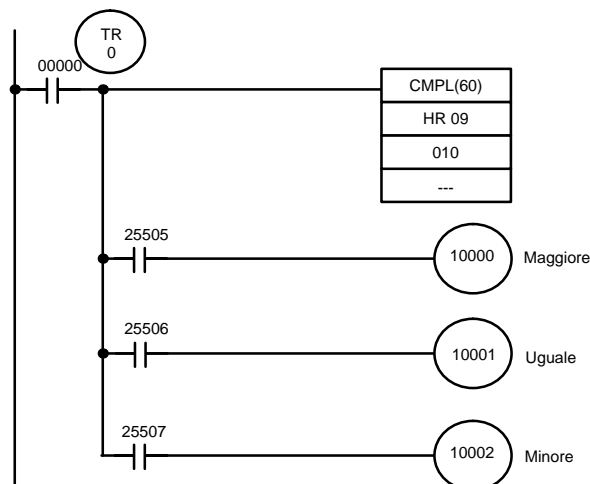 TR
0
00000
CMPL(60)
HR 09
010
---
25505
10000 Maggiore
25506
10001 Uguale
25507
10002 Minore